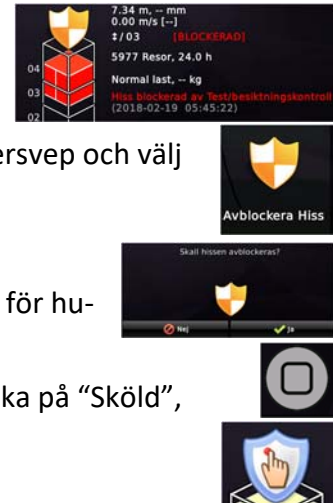 7.34 m, -- mm
0.00 m/s [--]
‡/03 [BLOCKERAD]
5977 Resor, 24.0 h
04
Normal last, -- kg
03
Hiss blockerad av Test/besiktningskontroll
(2018-02-19 05:45:22)
02
ersvep och välj
Avblockera Hiss
Skall hissen avblockeras?
för hu-
Nej
Ja
ka på “Sköld”,